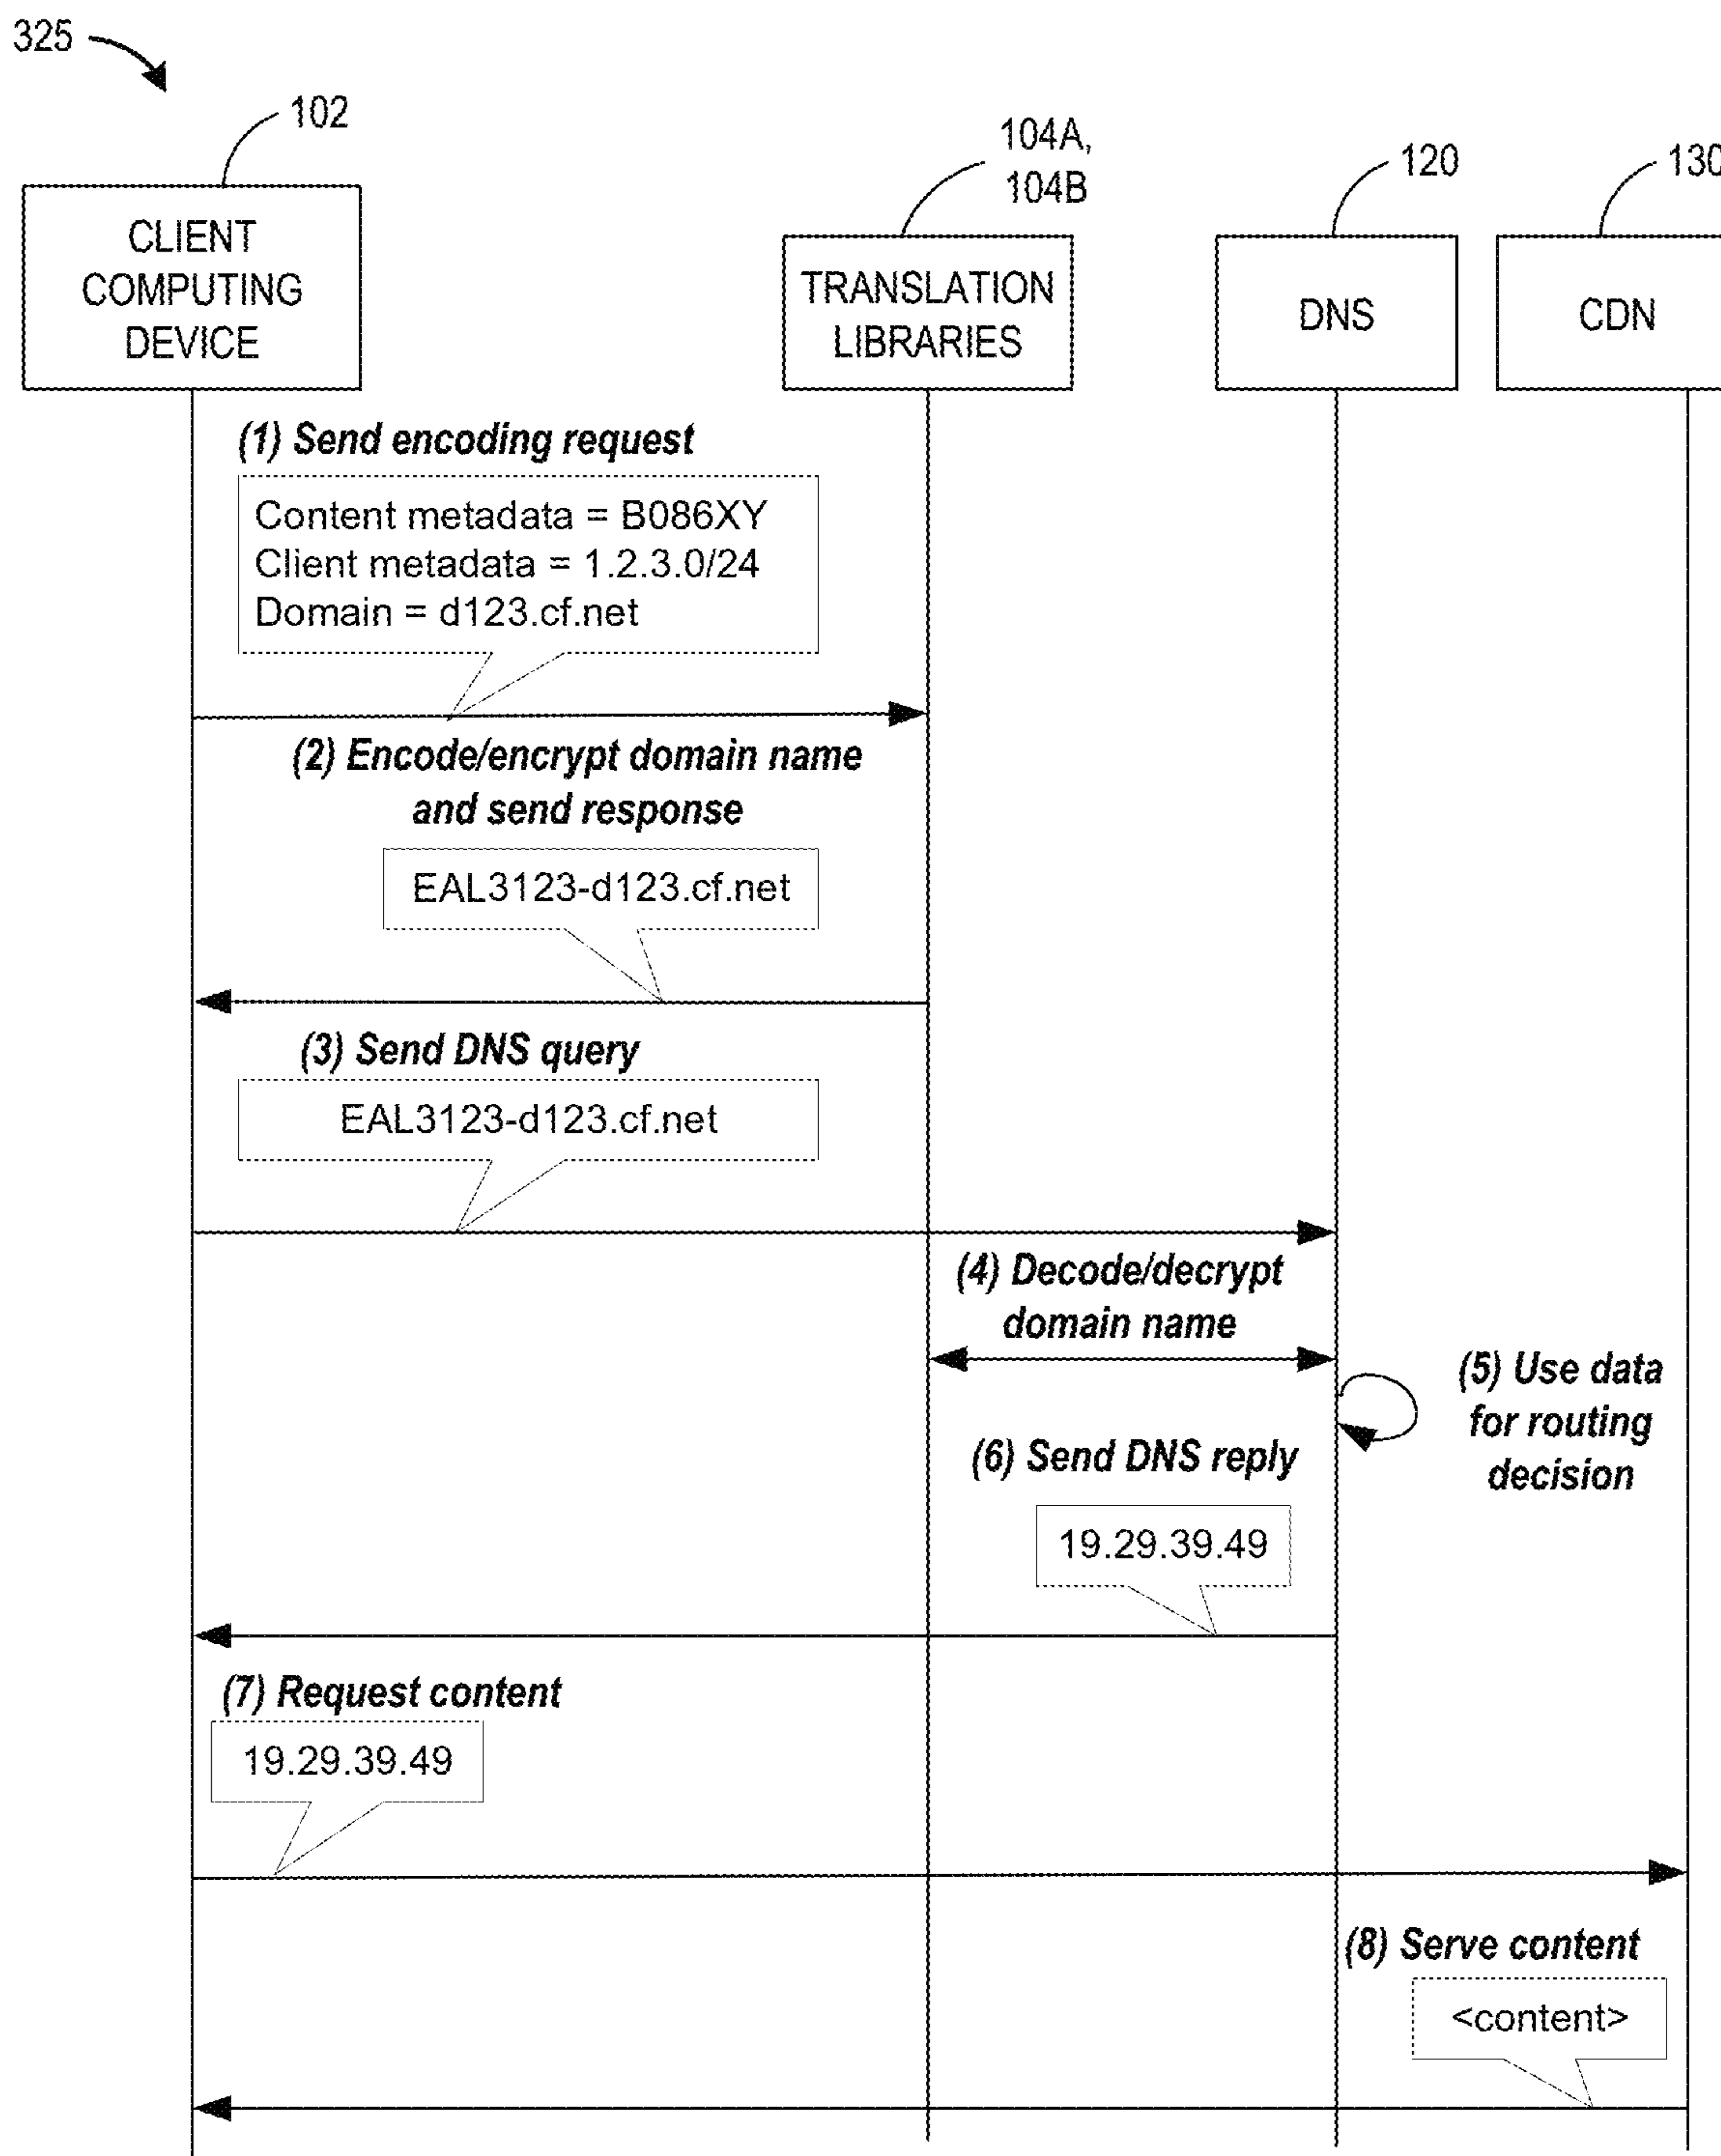 325
102
104A,
104B
120
130
CLIENT
COMPUTING
DEVICE
TRANSLATION
LIBRARIES
DNS
CDN
(1) Send encoding request
Content metadata = B086XY
Client metadata = 1.2.3.0/24
Domain = d123.cf.net
(2) Encode/encrypt domain name
and send response
EAL3123-d123.cf.net
(3) Send DNS query
EAL3123-d123.cf.net
(4) Decode/decrypt
domain name
(5) Use data
for routing
decision
(6) Send DNS reply
19.29.39.49
(7) Request content
19.29.39.49
(8) Serve content
<content>